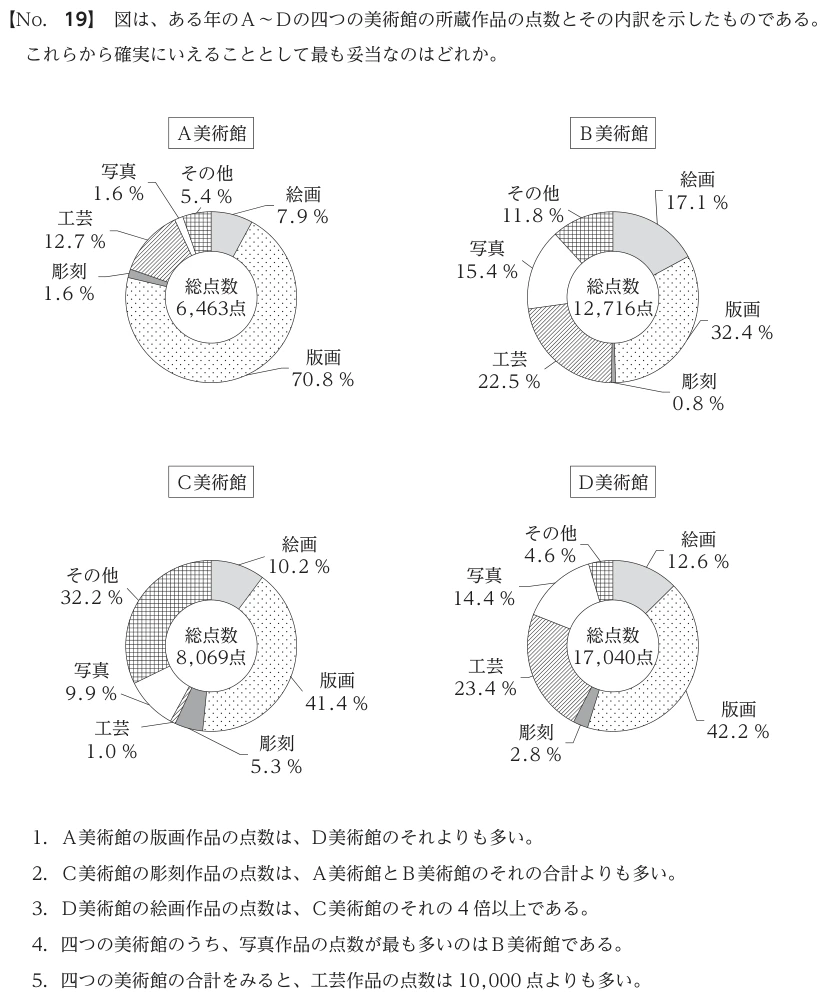 【No. 19】 図は、ある年のA～Dの四つの美術館の所蔵作品の点数とその内訳を示したものである。
これらから確実にいえることとして最も妥当なのはどれか。
A美術館
写真
1.6 %
その他
5.4 %
絵画
7.9 %
工芸
12.7 %
彫刻
1.6 %
総点数
6,463点
版画
70.8 %
B美術館
その他
11.8 %
絵画
17.1 %
写真
15.4 %
総点数
12,716点
版画
32.4 %
工芸
22.5 %
彫刻
0.8 %
C美術館
絵画
10.2 %
その他
32.2 %
総点数
8,069点
写真
9.9 %
版画
41.4 %
工芸
1.0 %
彫刻
5.3 %
D美術館
その他
4.6 %
絵画
12.6 %
写真
14.4 %
総点数
17,040点
工芸
23.4 %
版画
42.2 %
彫刻
2.8 %
1. A美術館の版画作品の点数は、D美術館のそれよりも多い。
2. C美術館の彫刻作品の点数は、A美術館とB美術館のそれの合計よりも多い。
3. D美術館の絵画作品の点数は、C美術館のそれの4倍以上である。
4. 四つの美術館のうち、写真作品の点数が最も多いのはB美術館である。
5. 四つの美術館の合計をみると、工芸作品の点数は10,000点よりも多い。